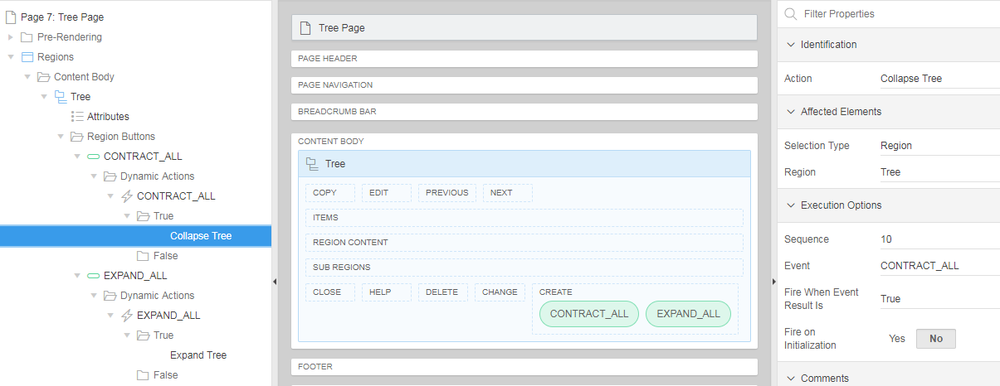 Page 7: Tree Page
Pre-Rendering
Regions
Content Body
Tree
Attributes
Region Buttons
CONTRACT_ALL
Dynamic Actions
CONTRACT_ALL
True
Collapse Tree
False
EXPAND_ALL
Dynamic Actions
EXPAND_ALL
True
Expand Tree
False
Tree Page
PAGE HEADER
PAGE NAVIGATION
BREADCRUMB BAR
CONTENT BODY
Tree
COPY EDIT PREVIOUS NEXT
ITEMS
REGION CONTENT
SUB REGIONS
CLOSE HELP DELETE CHANGE CREATE
CONTRACT_ALL EXPAND_ALL
FOOTER
Filter Properties
Identification
Action Collapse Tree
Affected Elements
Selection Type Region
Region Tree
Execution Options
Sequence 10
Event CONTRACT_ALL
Fire When Event
Result Is True
Fire on
Initialization Yes No
Comments